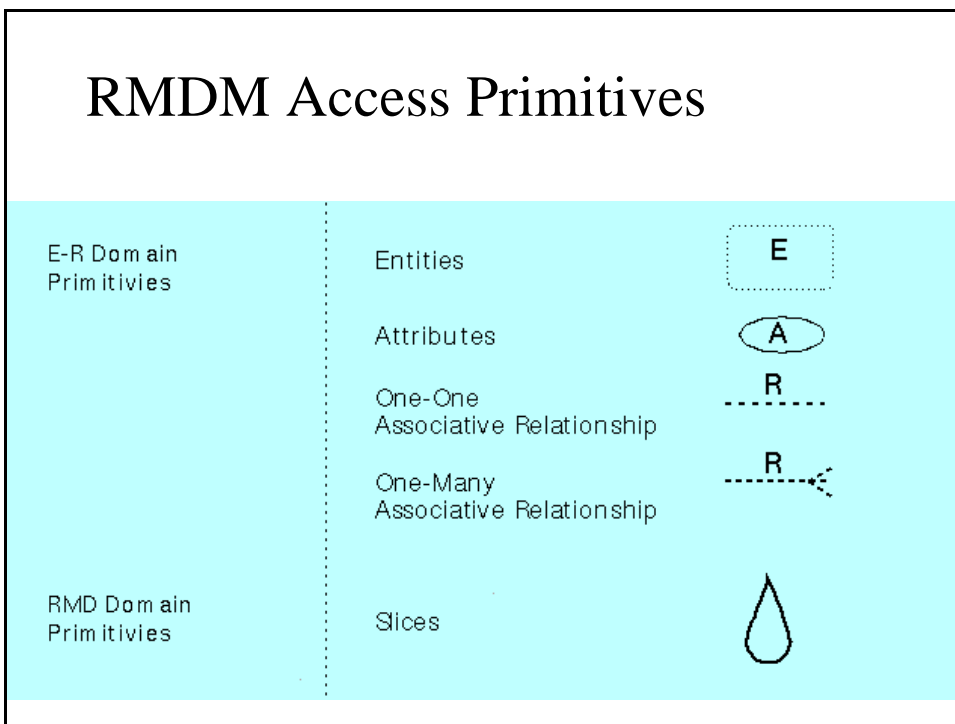 RMDM Access Primitives
E-R Domain
Primitivies
Entities
E
Attributes
A
One-One
Associative Relationship
R
One-Many
Associative Relationship
R
RMD Domain
Primitivies
Slices